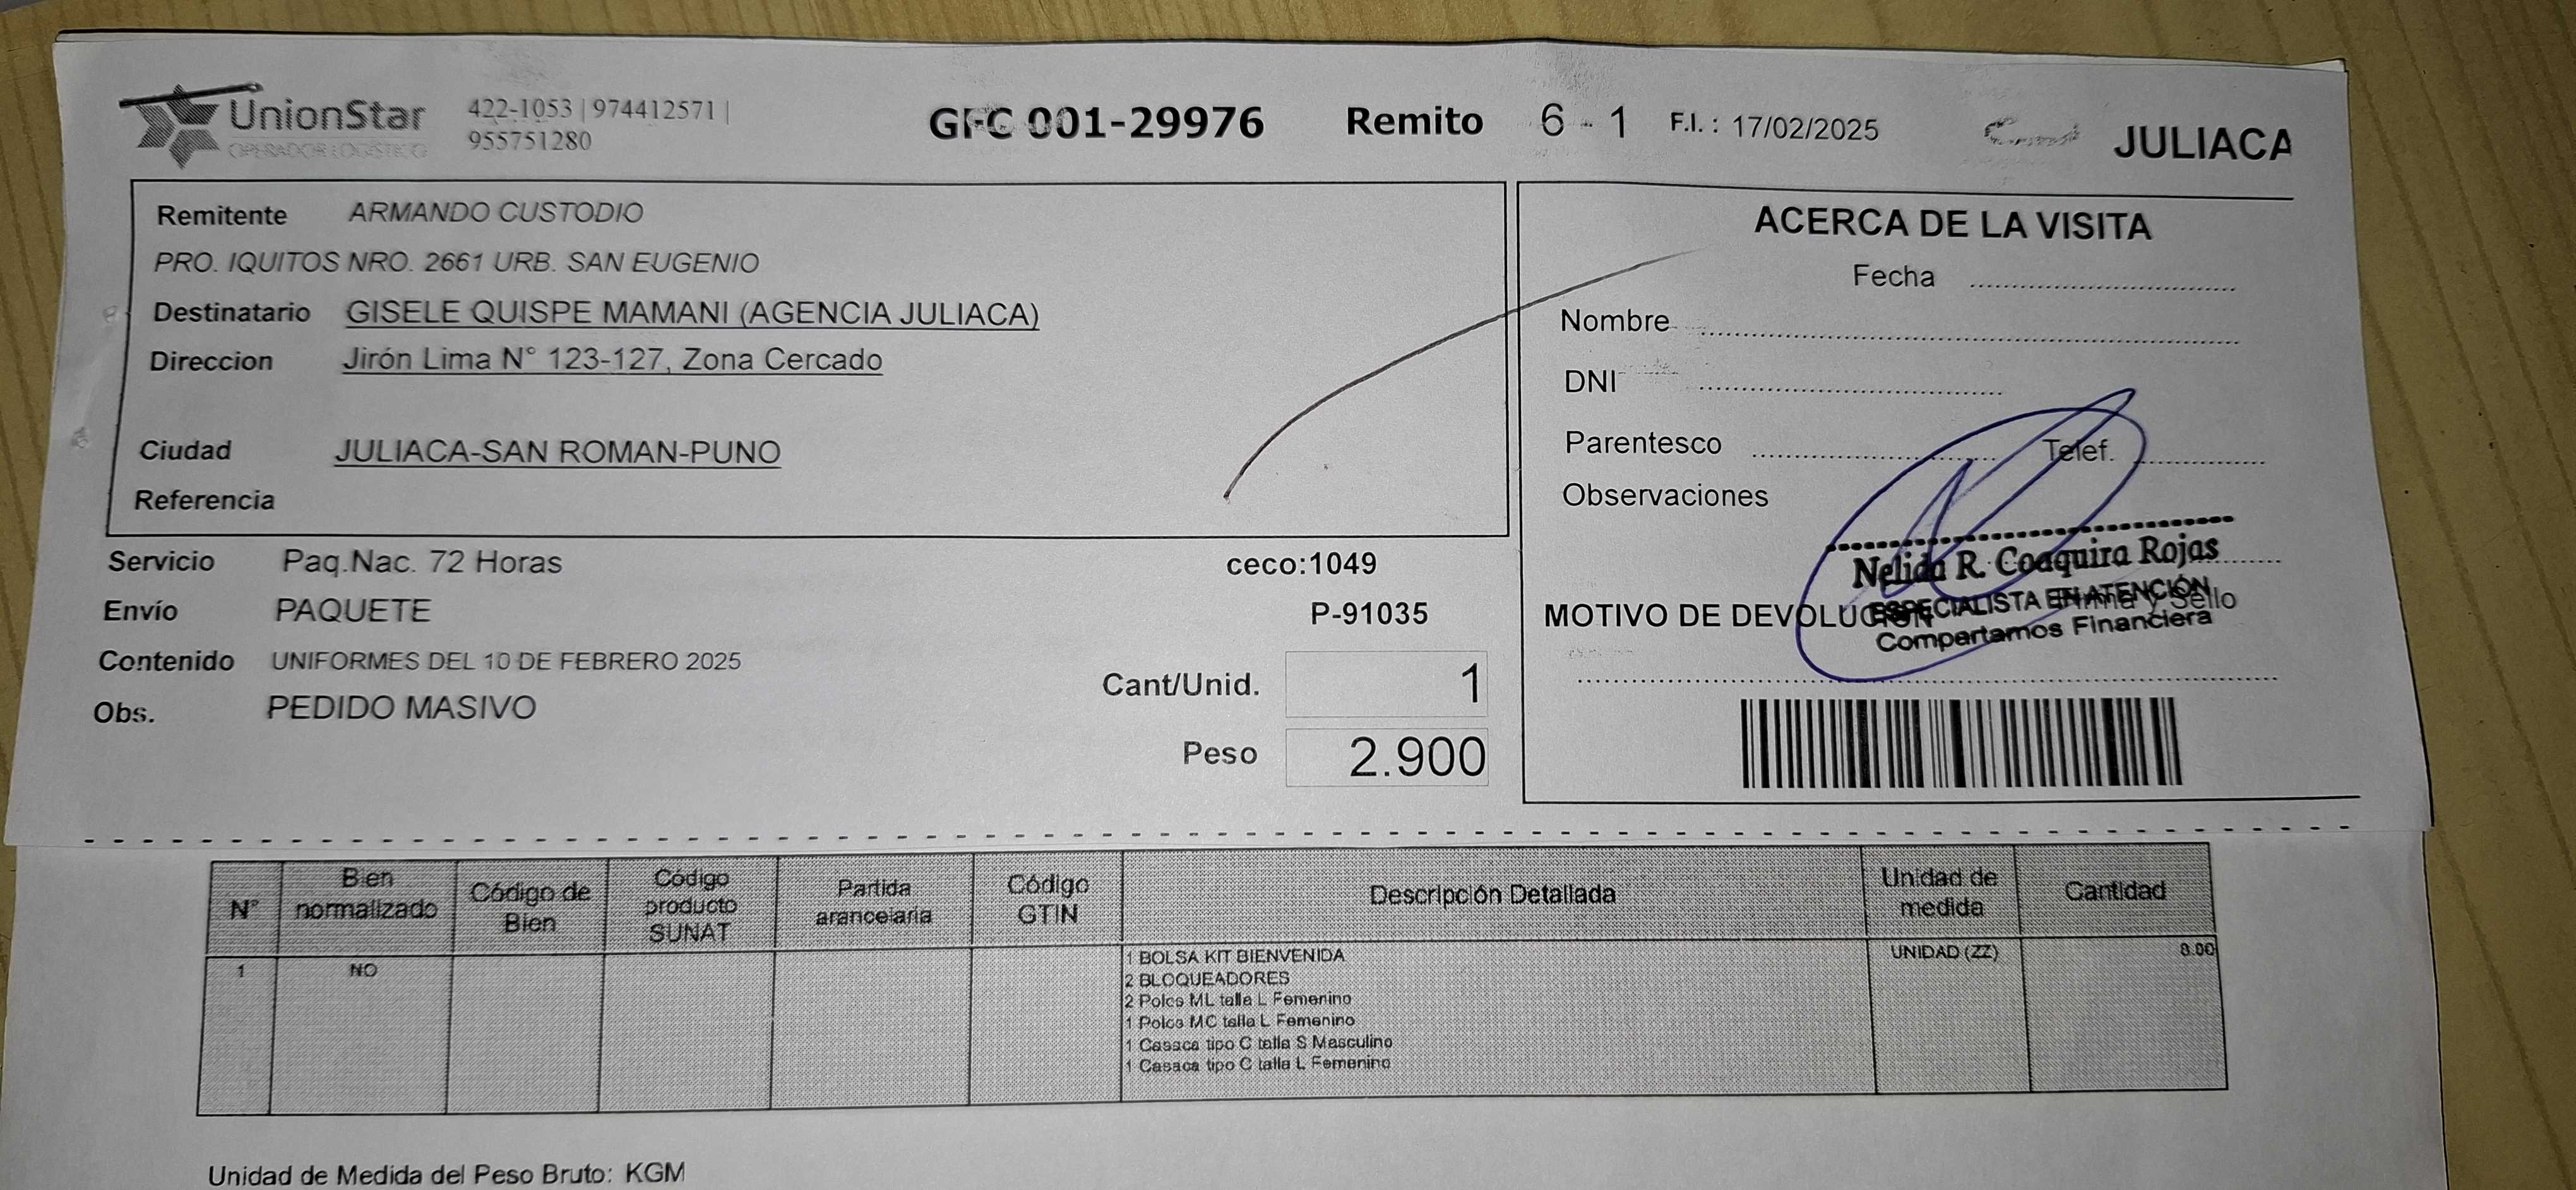 UnionStar
OPERADOR LOGISTICO
422-1053 | 974412571 |
955751280
GFC 001-29976 Remito 6 - 1 F.I. : 17/02/2025 JULIACA
Remitente ARMANDO CUSTODIO
PRO. IQUITOS NRO. 2661 URB. SAN EUGENIO
Destinatario GISELE QUISPE MAMANI (AGENCIA JULIACA)
Direccion Jirón Lima N° 123-127, Zona Cercado
Ciudad JULIACA-SAN ROMAN-PUNO
Referencia
Servicio Paq.Nac. 72 Horas ceco:1049
Envío PAQUETE P-91035
Contenido UNIFORMES DEL 10 DE FEBRERO 2025
Obs. PEDIDO MASIVO
Cant/Unid. 1
Peso 2.900
ACERCA DE LA VISITA
Fecha
Nombre
DNI
Parentesco Telef.
Observaciones
Nelida R. Coaquira Rojas
ESPECIALISTA EN ATENCIÓN
Compartamos Financiera
Firma y Sello
MOTIVO DE DEVOLUCION
N° Bien normalizado Código de Bien Código producto SUNAT Partida arancelaria Código GTIN Descripción Detallada Unidad de medida Cantidad
1 NO 1 BOLSA KIT BIENVENIDA UNIDAD (ZZ)
2 BLOQUEADORES
2 Polos ML talla L Femenino
1 Polos MC talla L Femenino
1 Casaca tipo C talla S Masculino
1 Casaca tipo C talla L Femenino
Unidad de Medida del Peso Bruto: KGM